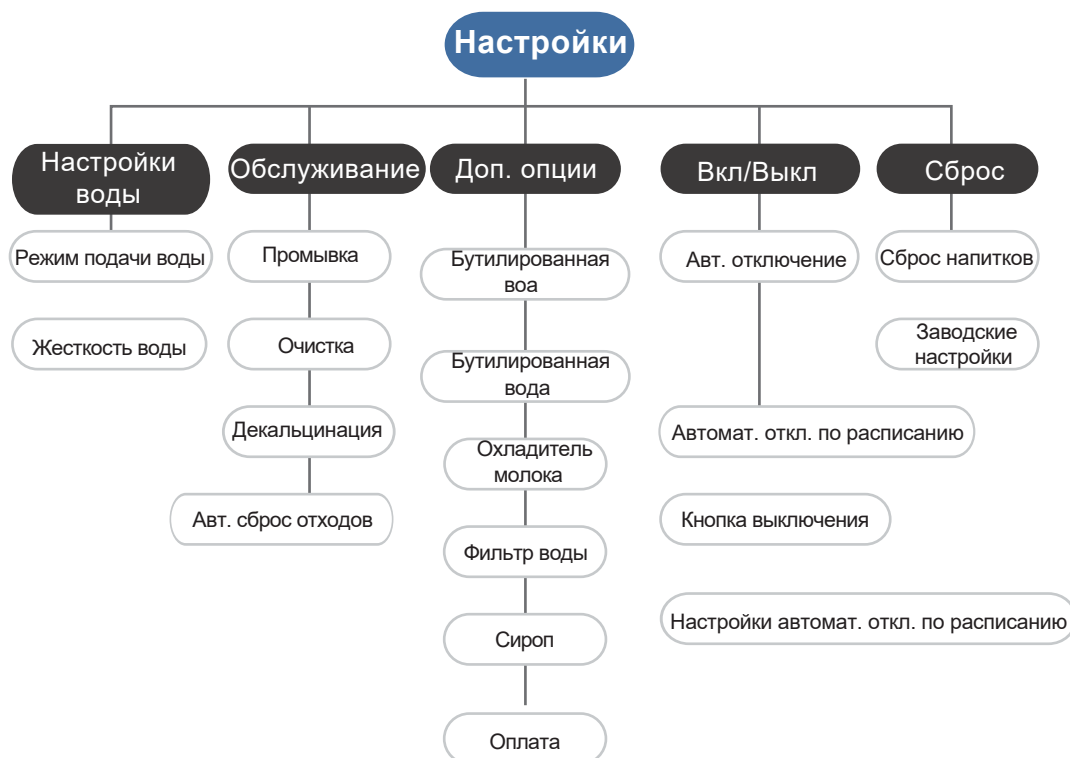 Настройки
Настройки
воды
Режим подачи воды
Жесткость воды
Обслуживание
Промывка
Очистка
Декальцинация
Авт. сброс отходов
Доп. опции
Бутилированная
воа
Бутилированная
вода
Охладитель
молока
Фильтр воды
Сироп
Оплата
Вкл/Выкл
Авт. отключение
Автомат. откл. по расписанию
Кнопка выключения
Настройки автомат. откл. по расписанию
Сброс
Сброс напитков
Заводские
настройки